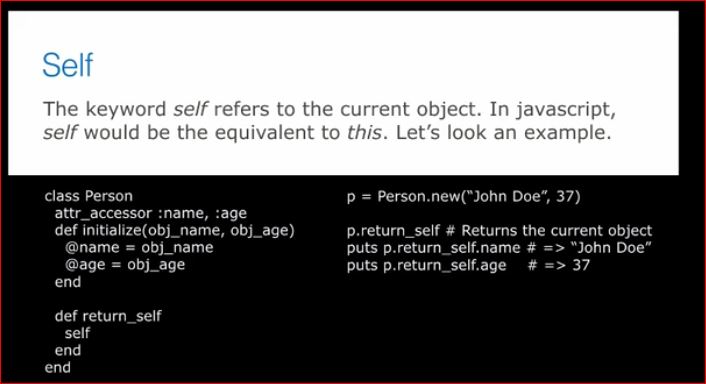 Self
The keyword self refers to the current object. In javascript,
self would be the equivalent to this. Let’s look an example.
class Person
attr_accessor :name, :age
def initialize(obj_name, obj_age)
@name = obj_name
@age = obj_age
end
def return_self
self
end
end
p = Person.new(“John Doe”, 37)
p.return_self # Returns the current object
puts p.return_self.name # => “John Doe”
puts p.return_self.age # => 37